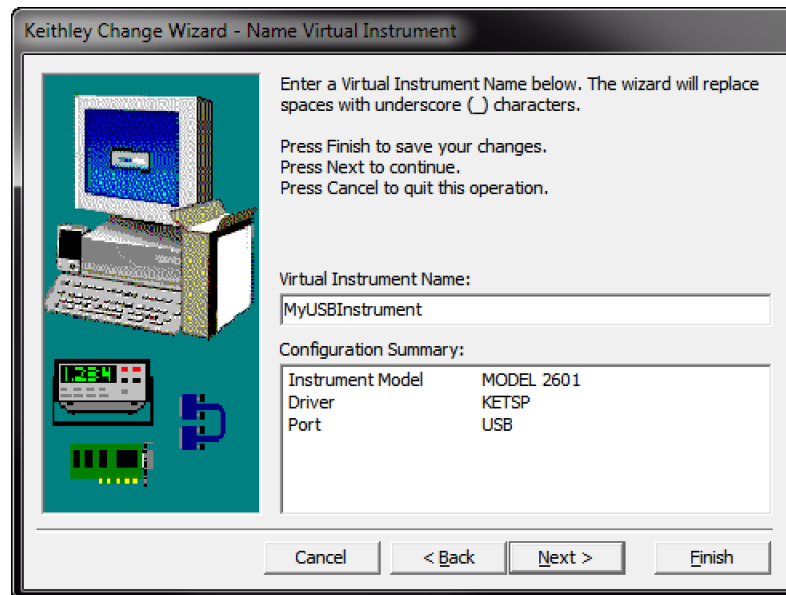 Keithley Change Wizard - Name Virtual Instrument
Enter a Virtual Instrument Name below. The wizard will replace
spaces with underscore (_) characters.
Press Finish to save your changes.
Press Next to continue.
Press Cancel to quit this operation.
Virtual Instrument Name:
MyUSBInstrument
Configuration Summary:
Instrument Model MODEL 2601
Driver KETSP
Port USB
1.234
Cancel < Back Next > Finish